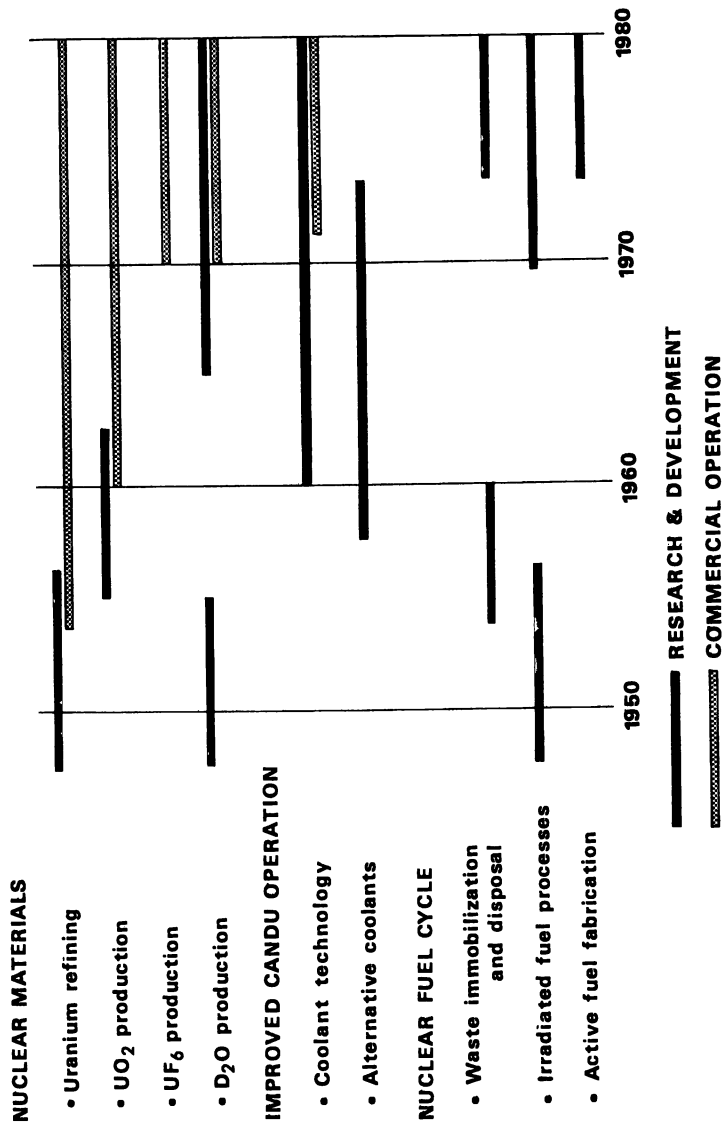 NUCLEAR MATERIALS
• Uranium refining
• UO₂ production
• UF₆ production
• D₂O production
IMPROVED CANDU OPERATION
• Coolant technology
• Alternative coolants
NUCLEAR FUEL CYCLE
• Waste immobilization
and disposal
• Irradiated fuel processes
• Active fuel fabrication
1950
1960
1970
1980
RESEARCH & DEVELOPMENT
COMMERCIAL OPERATION